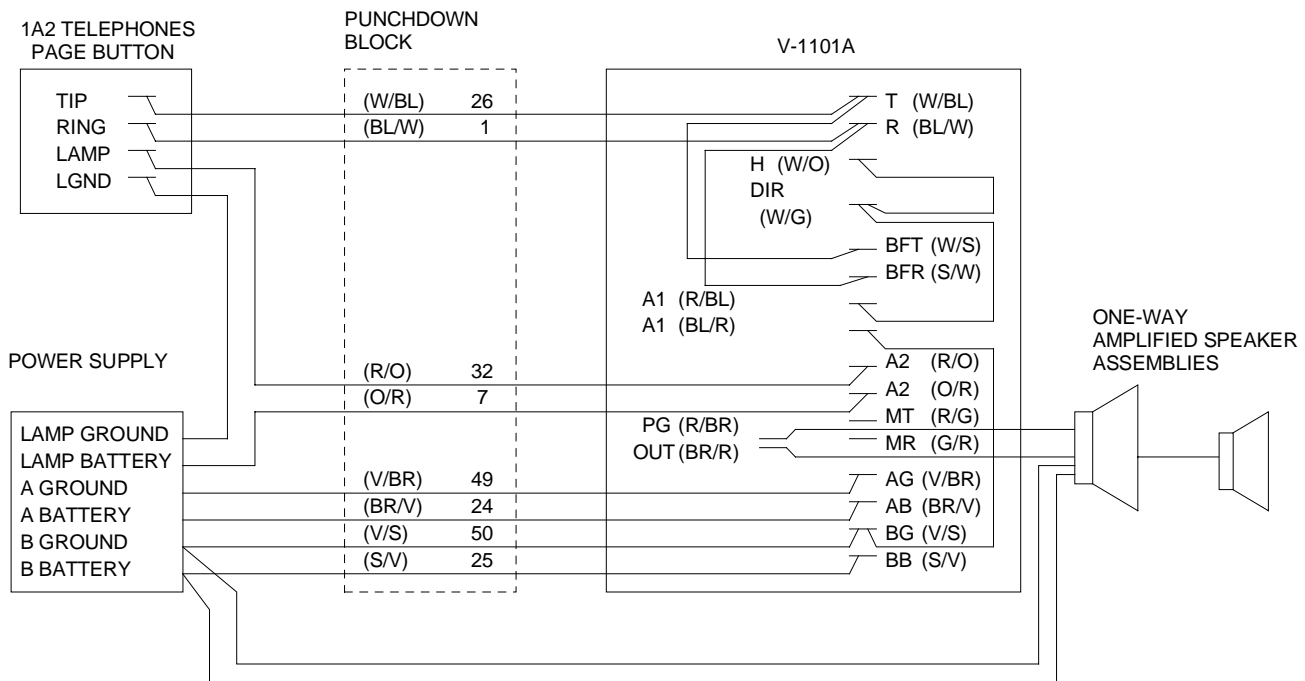 1A2 TELEPHONES
PAGE BUTTON
TIP
RING
LAMP
LGND
POWER SUPPLY
LAMP GROUND
LAMP BATTERY
A GROUND
A BATTERY
B GROUND
B BATTERY
PUNCHDOWN
BLOCK
(W/BL) 26
(BL/W) 1
(R/O) 32
(O/R) 7
(V/BR) 49
(BR/V) 24
(V/S) 50
(S/V) 25
V-1101A
T (W/BL)
R (BL/W)
H (W/O)
DIR
(W/G)
BFT (W/S)
BFR (S/W)
A1 (R/BL)
A1 (BL/R)
A2 (R/O)
A2 (O/R)
MT (R/G)
PG (R/BR)
MR (G/R)
OUT (BR/R)
AG (V/BR)
AB (BR/V)
BG (V/S)
BB (S/V)
ONE-WAY
AMPLIFIED SPEAKER
ASSEMBLIES